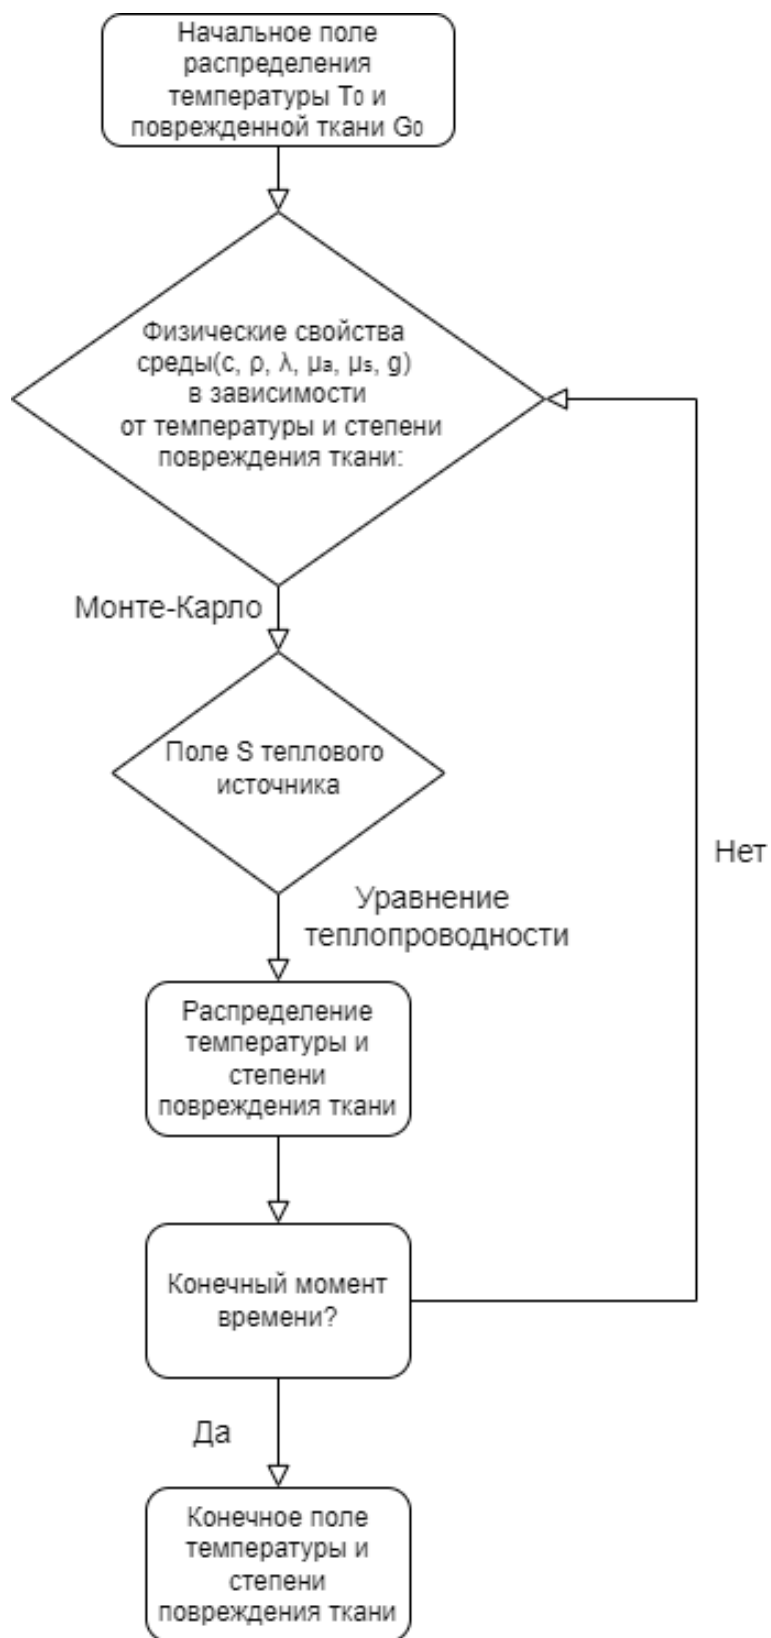 Начальное поле
распределения
температуры T₀ и
поврежденной ткани G₀
Физические свойства
среды(c, ρ, λ, μₐ, μₛ, g)
в зависимости
от температуры и степени
повреждения ткани:
Монте-Карло
Поле S теплового
источника
Уравнение
теплопроводности
Распределение
температуры и
степени
повреждения ткани
Нет
Конечный момент
времени?
Да
Конечное поле
температуры и
степени
повреждения ткани